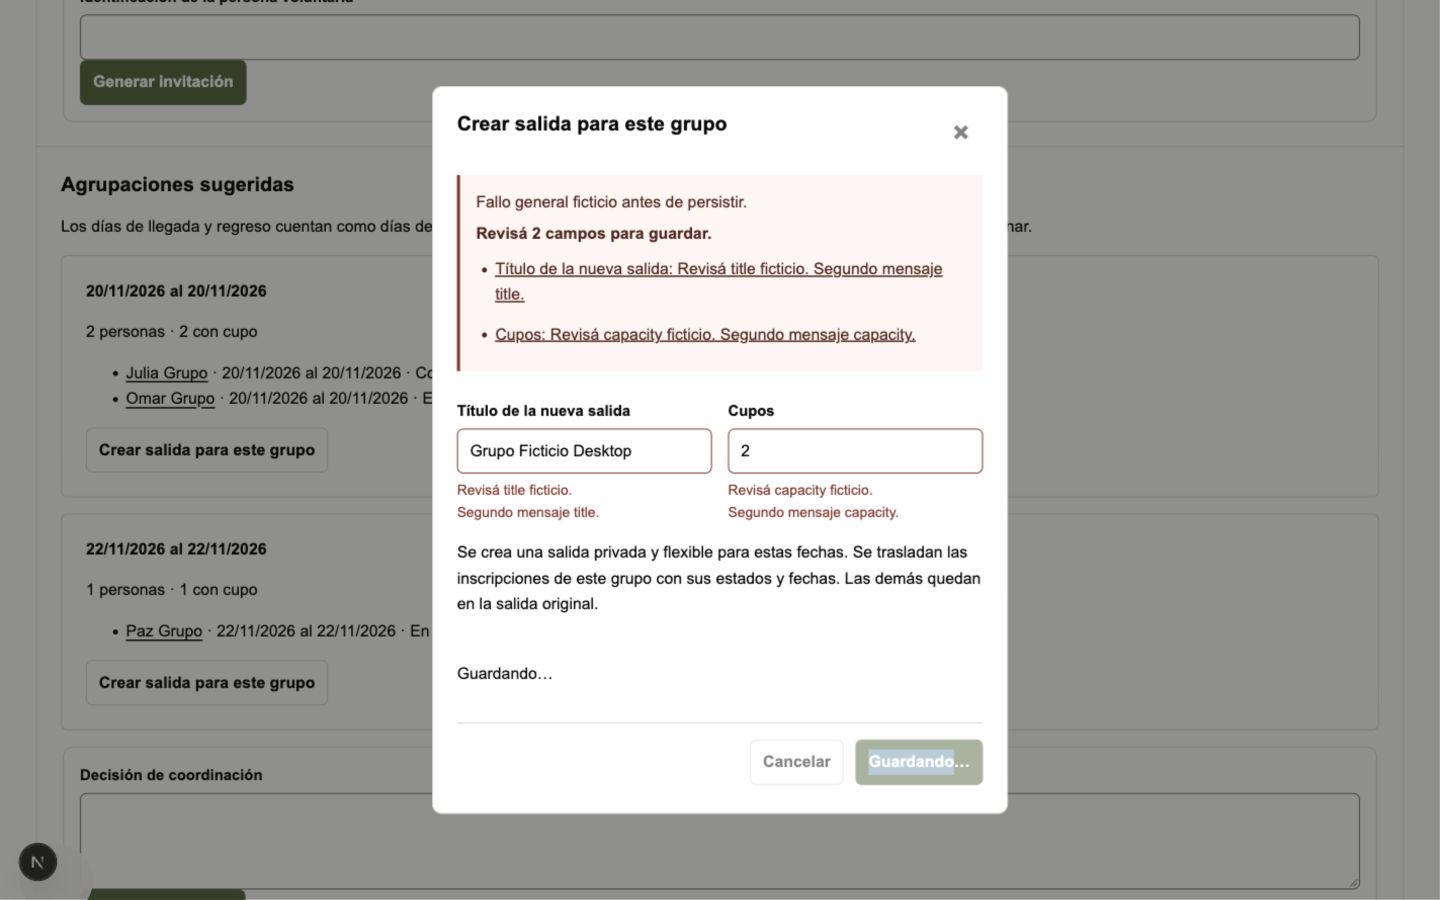 Identificación de la persona voluntaria
Generar invitación
Agrupaciones sugeridas
Los días de llegada y regreso cuentan como días de
nar.
20/11/2026 al 20/11/2026
2 personas · 2 con cupo
• Julia Grupo · 20/11/2026 al 20/11/2026 · Co
• Omar Grupo · 20/11/2026 al 20/11/2026 · E
Crear salida para este grupo
22/11/2026 al 22/11/2026
1 personas · 1 con cupo
• Paz Grupo · 22/11/2026 al 22/11/2026 · En
Crear salida para este grupo
Decisión de coordinación
N
Crear salida para este grupo
✖
Fallo general ficticio antes de persistir.
Revisá 2 campos para guardar.
• Título de la nueva salida: Revisá title ficticio. Segundo mensaje
title.
• Cupos: Revisá capacity ficticio. Segundo mensaje capacity.
Título de la nueva salida
Cupos
Grupo Ficticio Desktop
2
Revisá title ficticio.
Segundo mensaje title.
Revisá capacity ficticio.
Segundo mensaje capacity.
Se crea una salida privada y flexible para estas fechas. Se trasladan las
inscripciones de este grupo con sus estados y fechas. Las demás quedan
en la salida original.
Guardando…
Cancelar
Guardando…